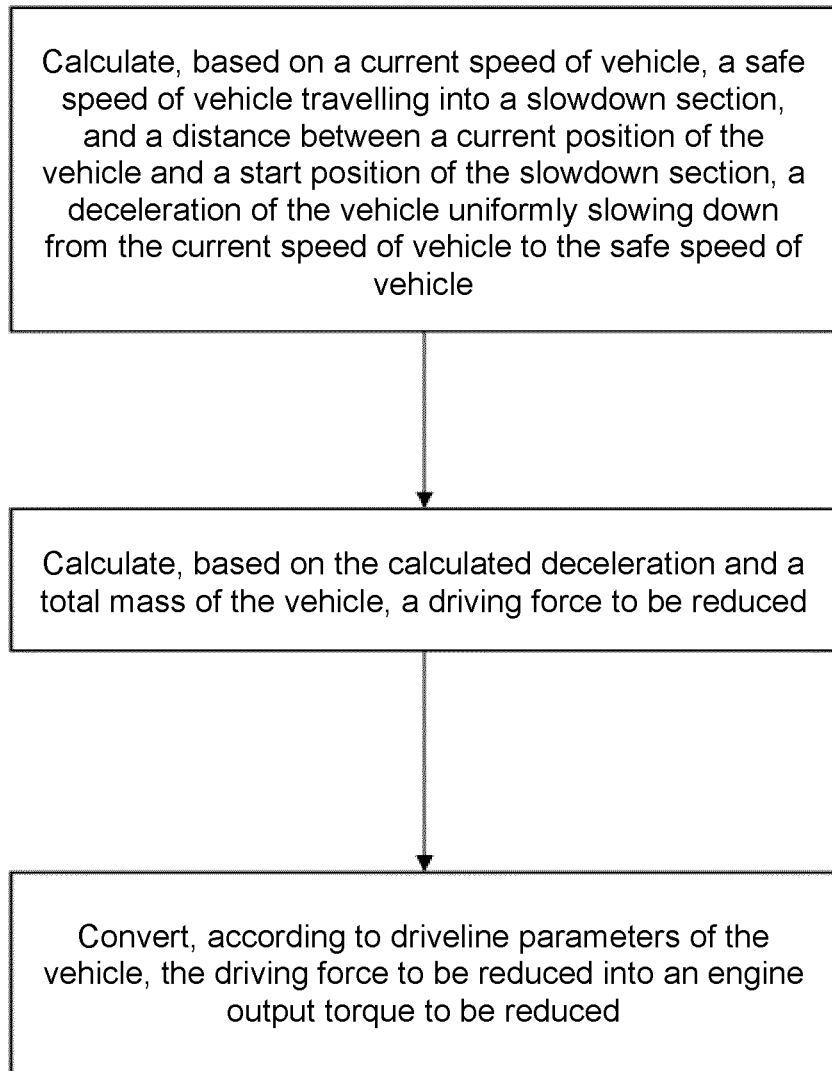 Calculate, based on a current speed of vehicle, a safe
speed of vehicle travelling into a slowdown section,
and a distance between a current position of the
vehicle and a start position of the slowdown section, a
deceleration of the vehicle uniformly slowing down
from the current speed of vehicle to the safe speed of
vehicle
Calculate, based on the calculated deceleration and a
total mass of the vehicle, a driving force to be reduced
Convert, according to driveline parameters of the
vehicle, the driving force to be reduced into an engine
output torque to be reduced